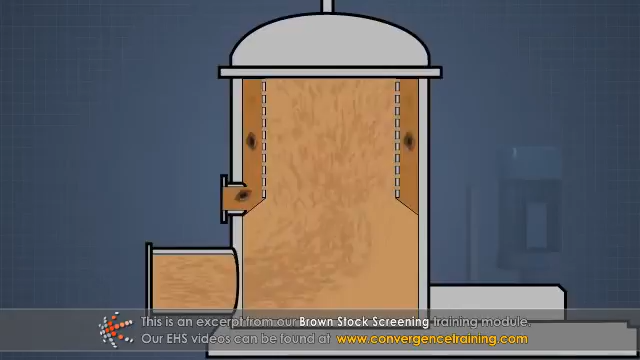 This is an excerpt from our Brown Stock Screening training module.
Our EHS videos can be found at www.convergencetraining.com